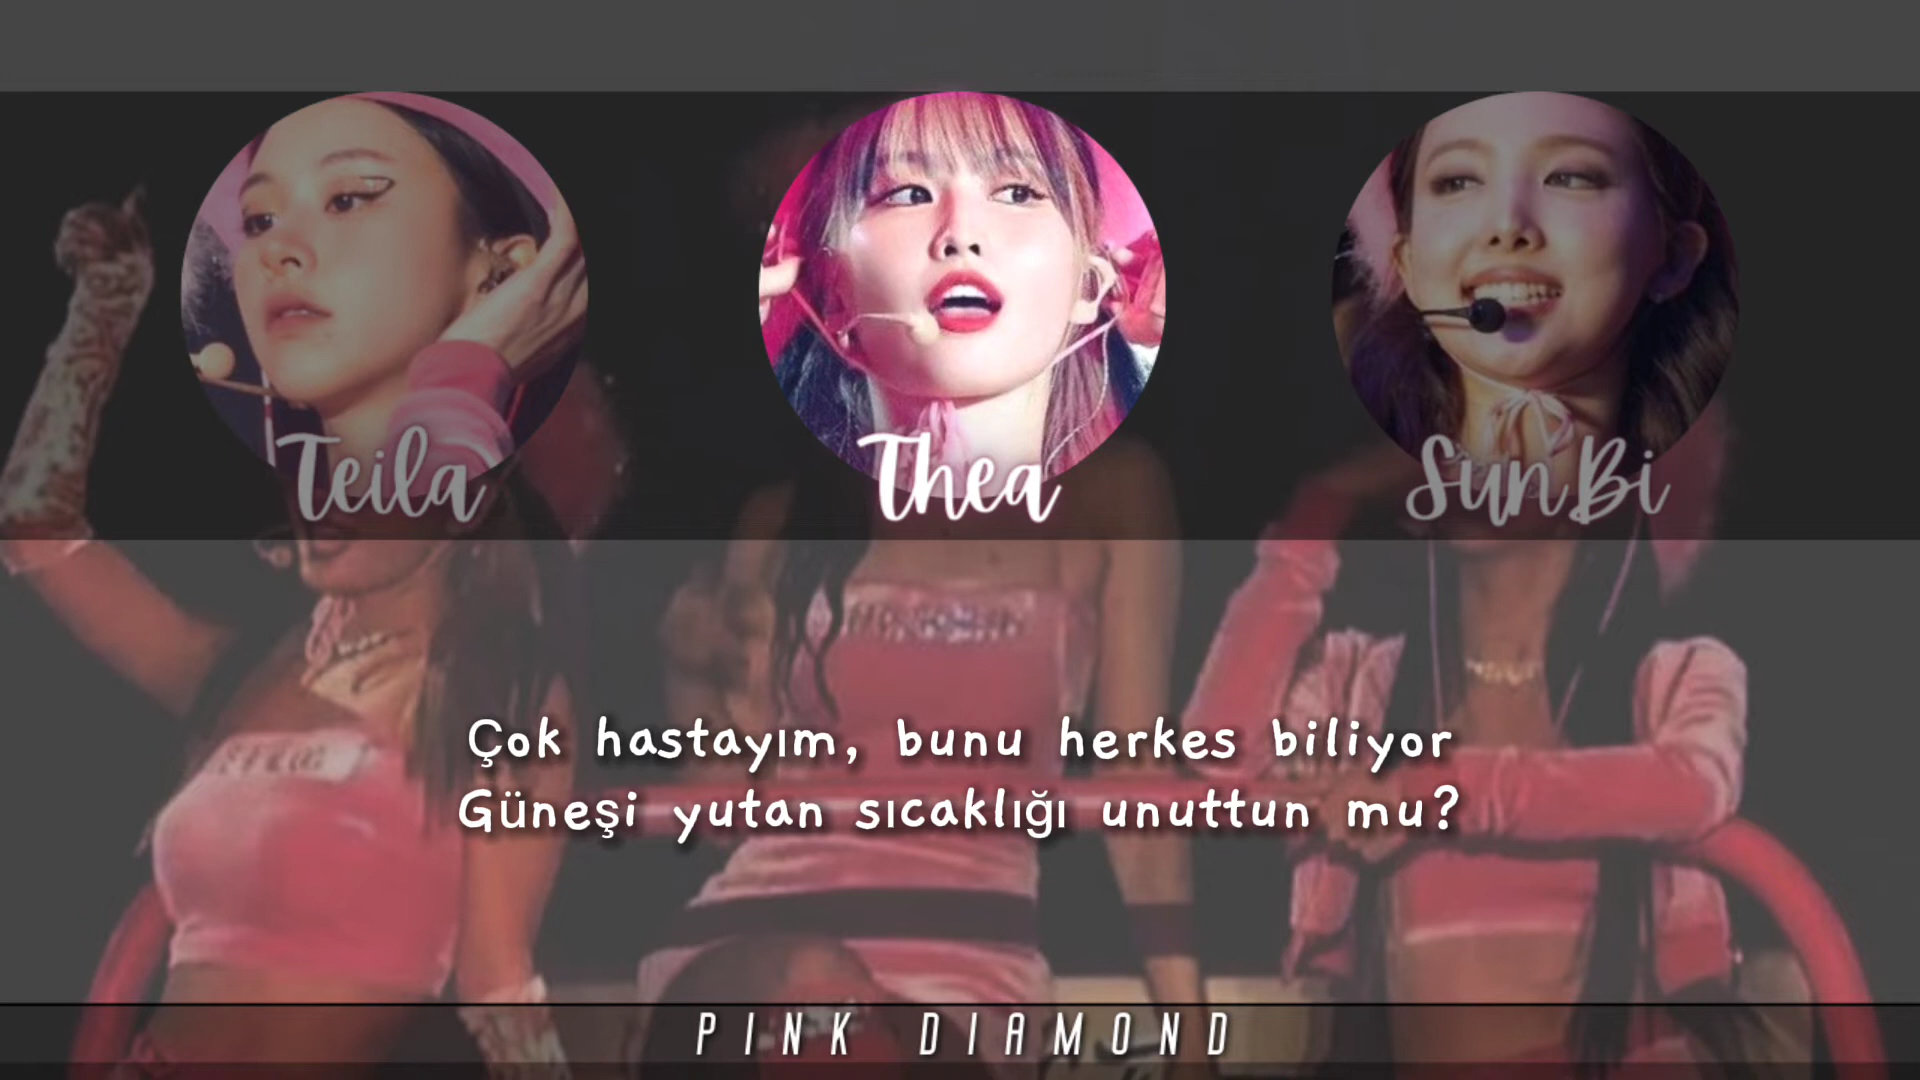 Teila
Thea
SunBi
Çok hastayım, bunu herkes biliyor
Güneşi yutan sıcaklığı unuttun mu?
PINK DIAMOND